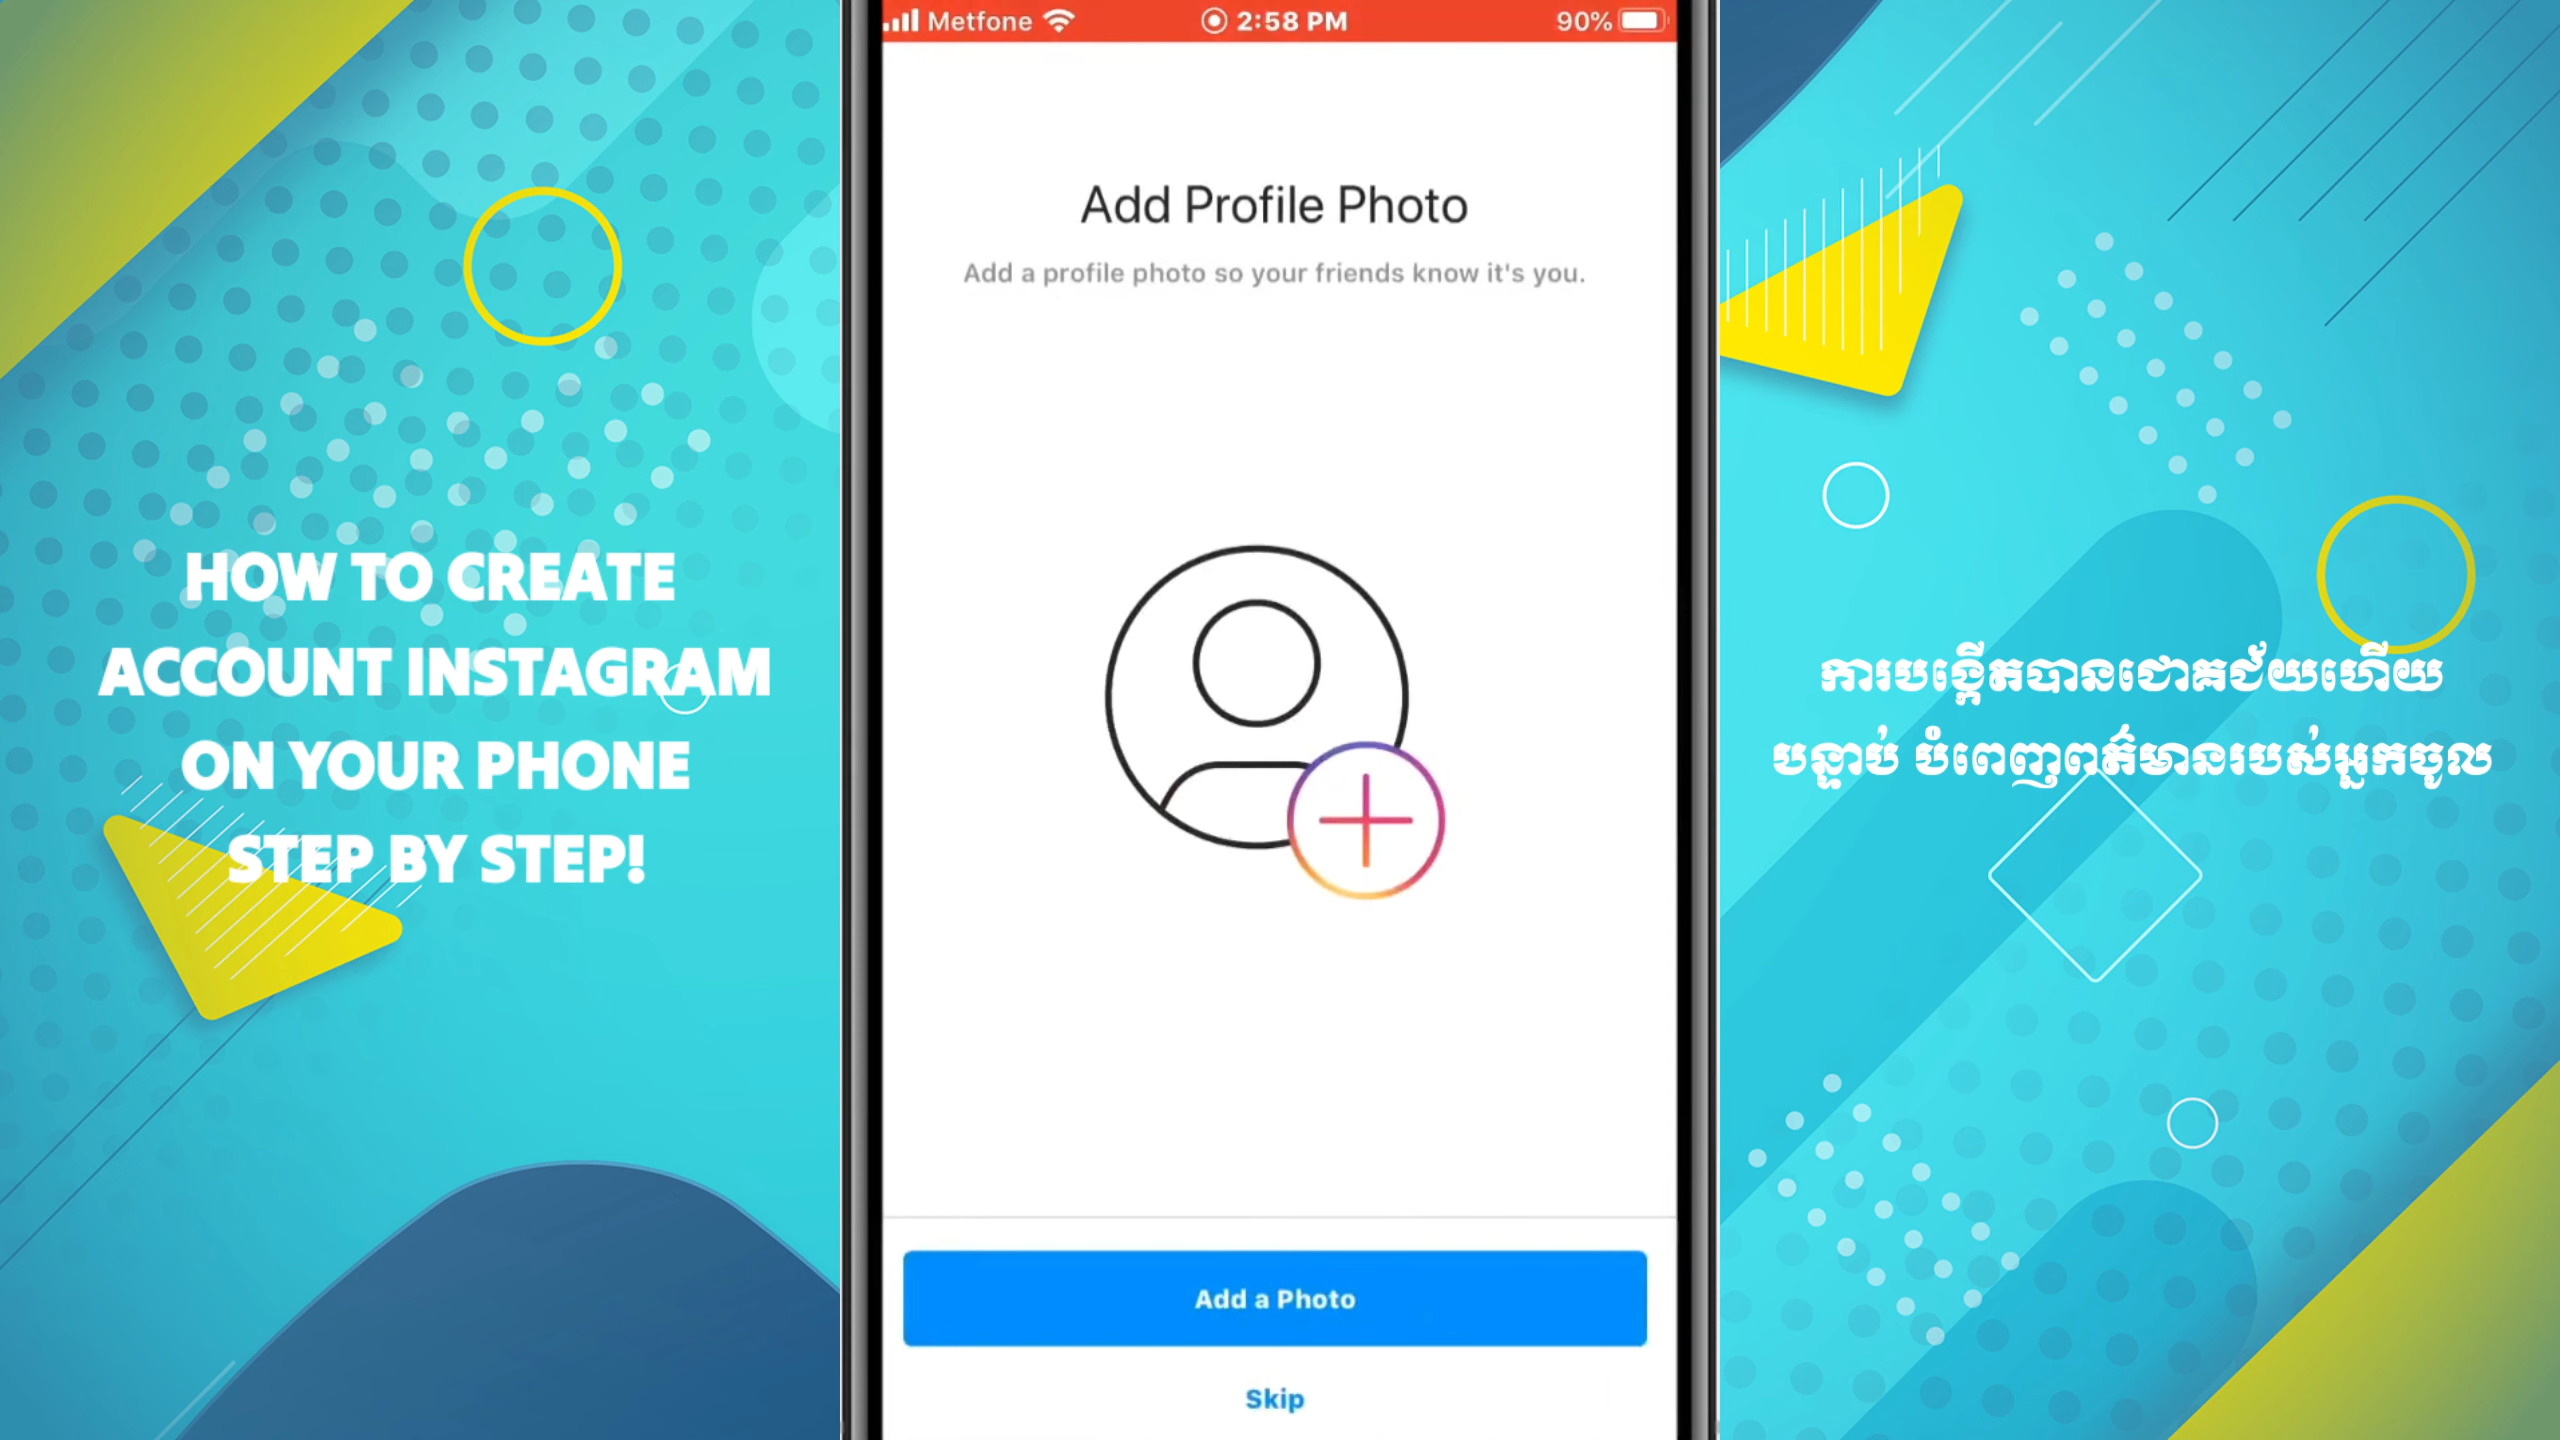 Metfone 2:58 PM 90%
Add Profile Photo
Add a profile photo so your friends know it's you.
HOW TO CREATE
ACCOUNT INSTAGRAM
ON YOUR PHONE
STEP BY STEP!
ការបង្កើតបានជោគជ័យហើយ
បន្ទាប់ បំពេញពត៌មានរបស់អ្នកចូល
Add a Photo
Skip